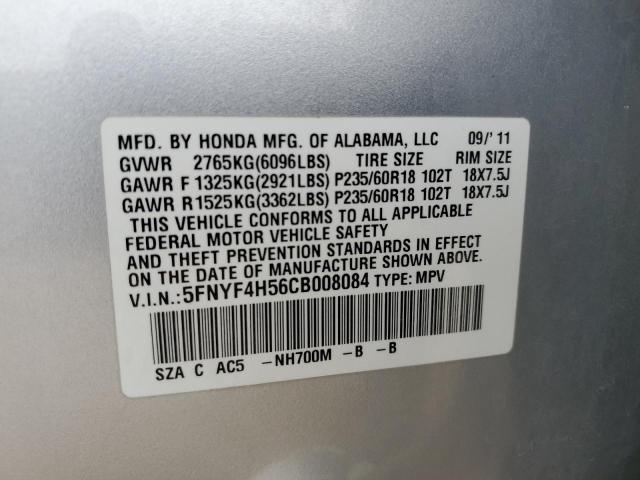 MFD. BY HONDA MFG. OF ALABAMA, LLC 09/'11
GVWR 2765KG(6096LBS) TIRE SIZE RIM SIZE
GAWR F 1325KG(2921LBS) P235/60R18 102T 18X7.5J
GAWR R 1525KG(3362LBS) P235/60R18 102T 18X7.5J
THIS VEHICLE CONFORMS TO ALL APPLICABLE
FEDERAL MOTOR VEHICLE SAFETY
AND THEFT PREVENTION STANDARDS IN EFFECT
ON THE DATE OF MANUFACTURE SHOWN ABOVE.
V.I.N.:5FNYF4H56CB008084 TYPE: MPV
SZA C AC5 -NH700M -B -B